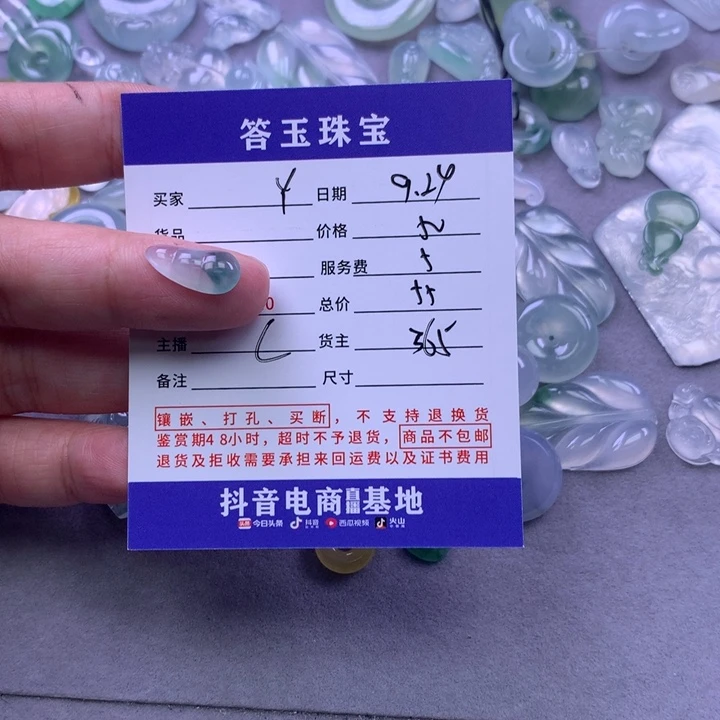 答玉珠宝
买家 Y 日期 9.24
货品 价格
服务费
0 总价
主播 L 货主 365
备注 尺寸
镶嵌、打孔、买断，不支持退换货
鉴赏期48小时，超时不予退货，商品不包邮
退货及拒收需要承担来回运费以及证书费用
抖音电商直播基地
头条 今日头条 抖音 西瓜视频 火山